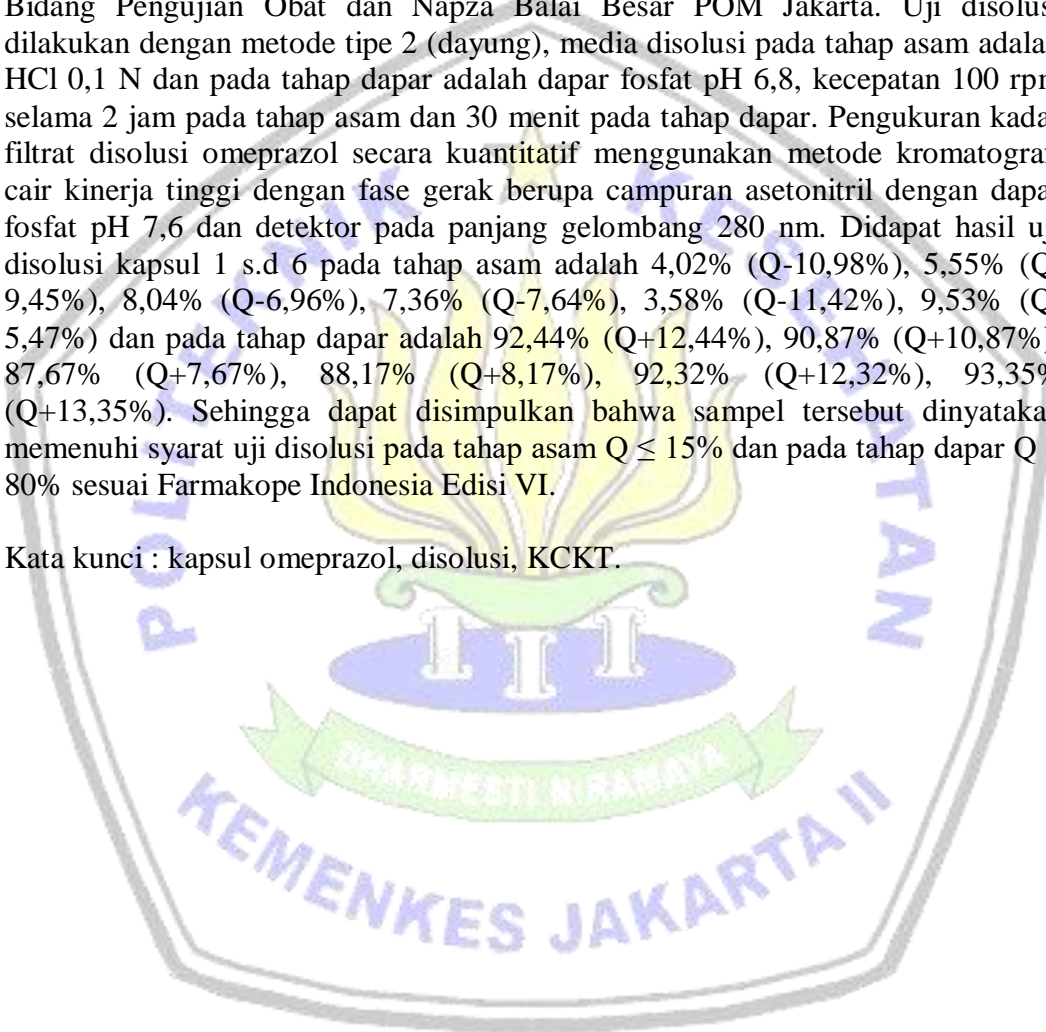 Bidang Pengujian Obat dan Napza Balai Besar POM Jakarta. Uji disolus
dilakukan dengan metode tipe 2 (dayung), media disolusi pada tahap asam adala
HCl 0,1 N dan pada tahap dapar adalah dapar fosfat pH 6,8, kecepatan 100 rpm
selama 2 jam pada tahap asam dan 30 menit pada tahap dapar. Pengukuran kada
filtrat disolusi omeprazol secara kuantitatif menggunakan metode kromatogra
cair kinerja tinggi dengan fase gerak berupa campuran asetonitril dengan dapa
fosfat pH 7,6 dan detektor pada panjang gelombang 280 nm. Didapat hasil uj
disolusi kapsul 1 s.d 6 pada tahap asam adalah 4,02% (Q-10,98%), 5,55% (Q
9,45%), 8,04% (Q-6,96%), 7,36% (Q-7,64%), 3,58% (Q-11,42%), 9,53% (Q
5,47%) dan pada tahap dapar adalah 92,44% (Q+12,44%), 90,87% (Q+10,87%)
87,67% (Q+7,67%), 88,17% (Q+8,17%), 92,32% (Q+12,32%), 93,35%
(Q+13,35%). Sehingga dapat disimpulkan bahwa sampel tersebut dinyataka
memenuhi syarat uji disolusi pada tahap asam Q ≤ 15% dan pada tahap dapar Q
80% sesuai Farmakope Indonesia Edisi VI.
Kata kunci : kapsul omeprazol, disolusi, KCKT.
POLITEKNIK KESEHATAN
KEMENKES JAKARTA II